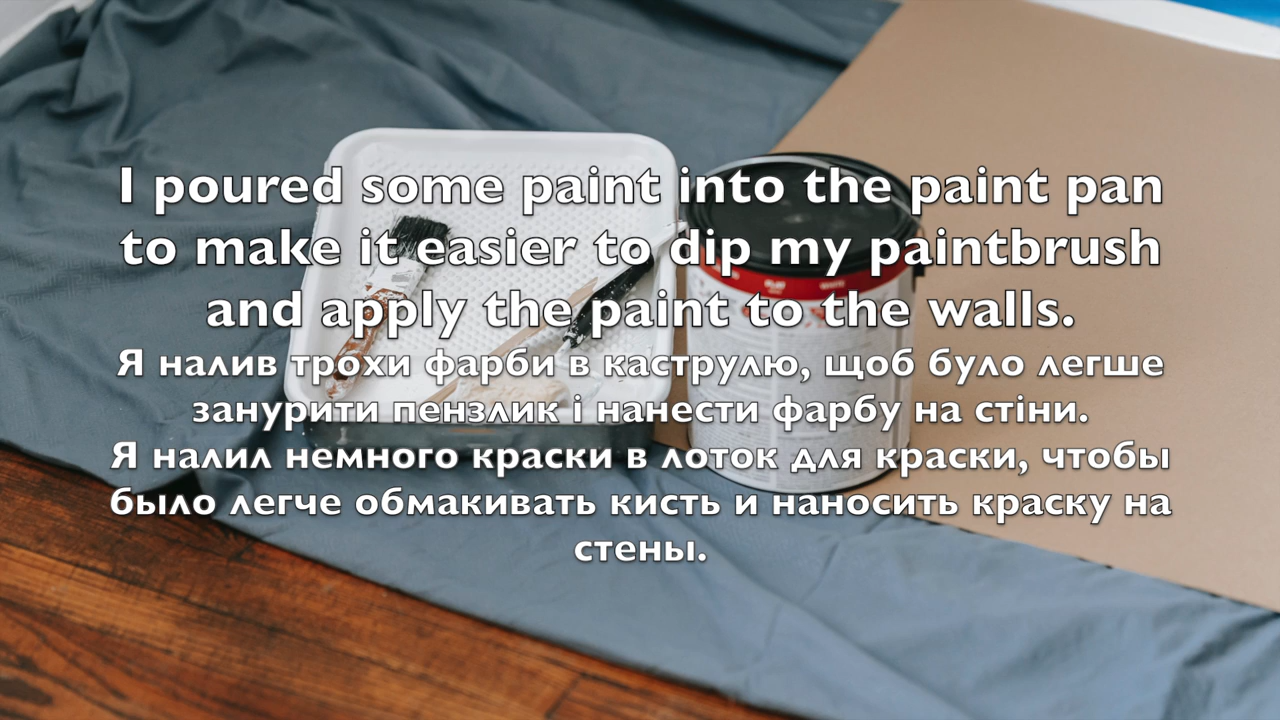 I poured some paint into the paint pan
to make it easier to dip my paintbrush
and apply the paint to the walls.
Я налив трохи фарби в каструлю, щоб було легше
занурити пензлик і нанести фарбу на стіни.
Я налил немного краски в лоток для краски, чтобы
было легче обмакивать кисть и наносить краску на
стены.